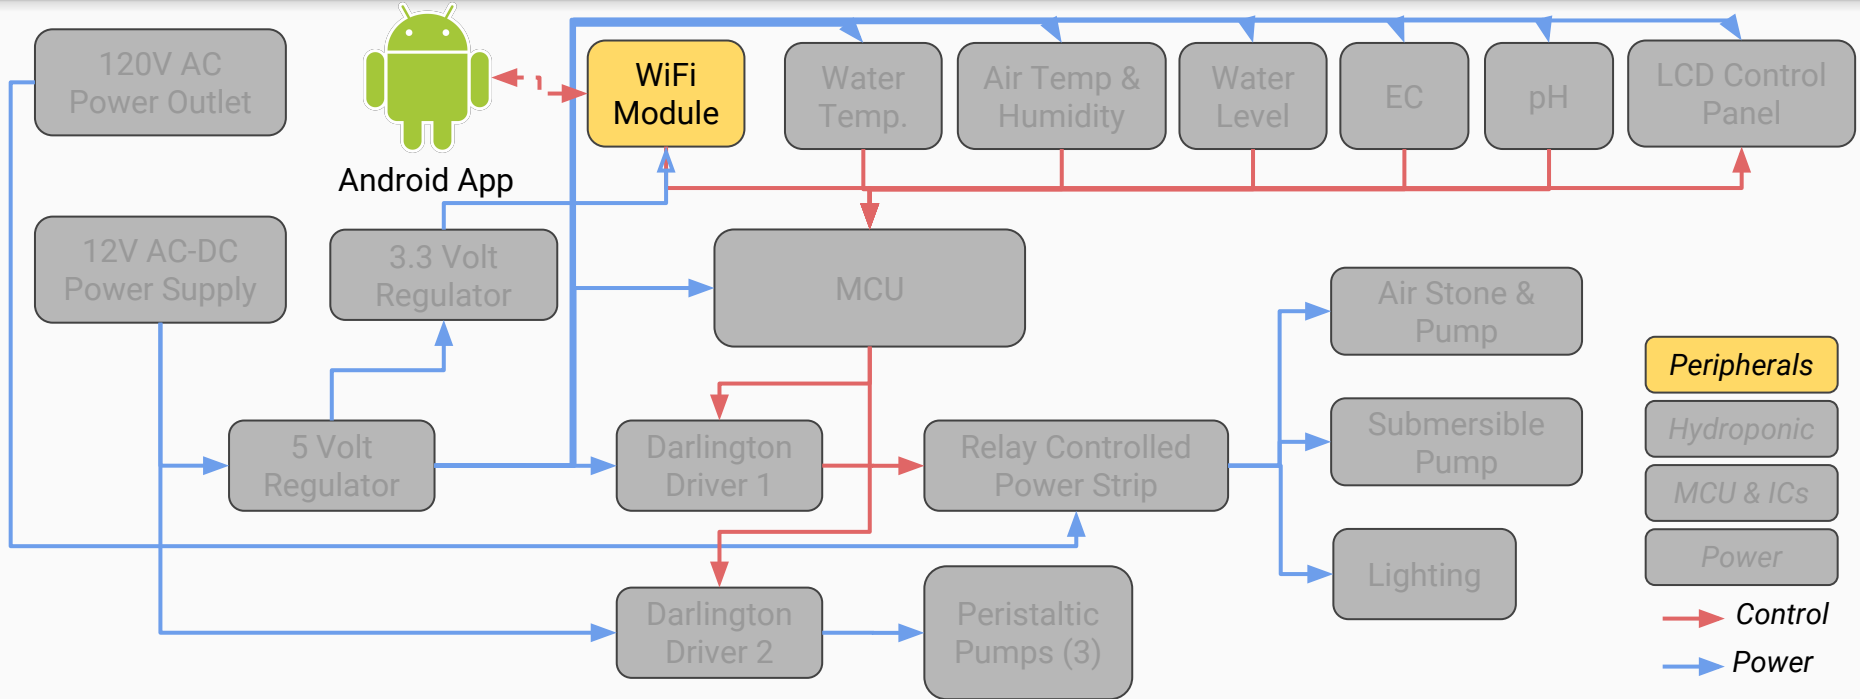 120V AC
Power Outlet
Android App
WiFi
Module
Water
Temp.
Air Temp &
Humidity
Water
Level
EC
pH
LCD Control
Panel
12V AC-DC
Power Supply
3.3 Volt
Regulator
MCU
Air Stone &
Pump
5 Volt
Regulator
Darlington
Driver 1
Relay Controlled
Power Strip
Submersible
Pump
Lighting
Darlington
Driver 2
Peristaltic
Pumps (3)
Peripherals
Hydroponic
MCU & ICs
Power
Control
Power